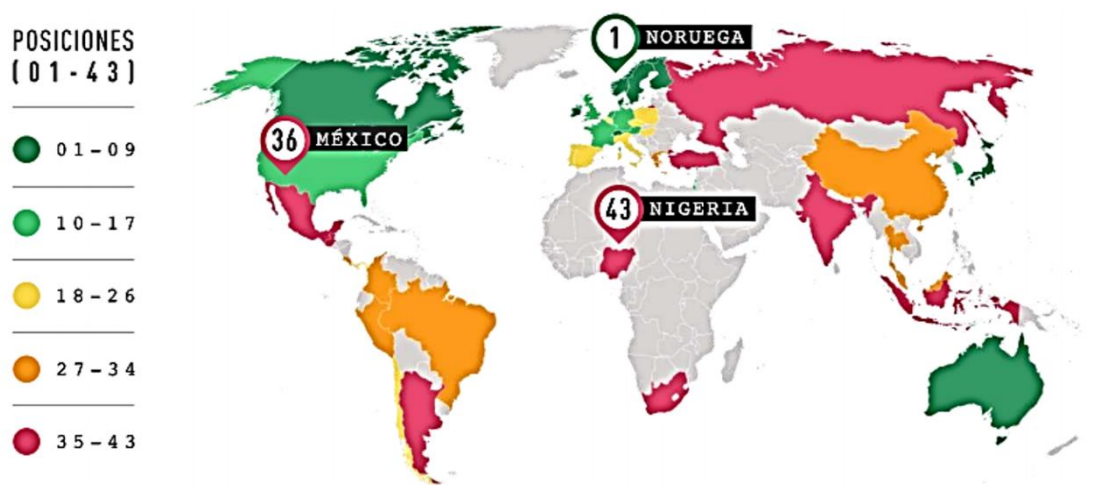 POSICIONES
(01-43)
01-09
10-17
18-26
27-34
35-43
1 NORUEGA
36 MÉXICO
43 NIGERIA